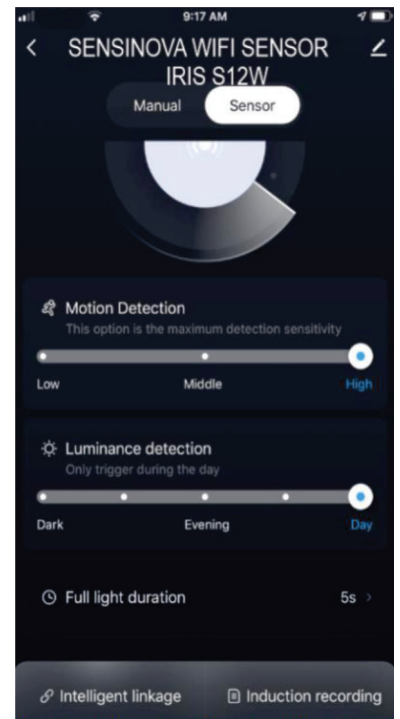 9:17 AM
SENSINOVA WIFI SENSOR
IRIS S12W
Manual Sensor
Motion Detection
This option is the maximum detection sensitivity
Low Middle High
Luminance detection
Only trigger during the day
Dark Evening Day
Full light duration 5s
Intelligent linkage Induction recording